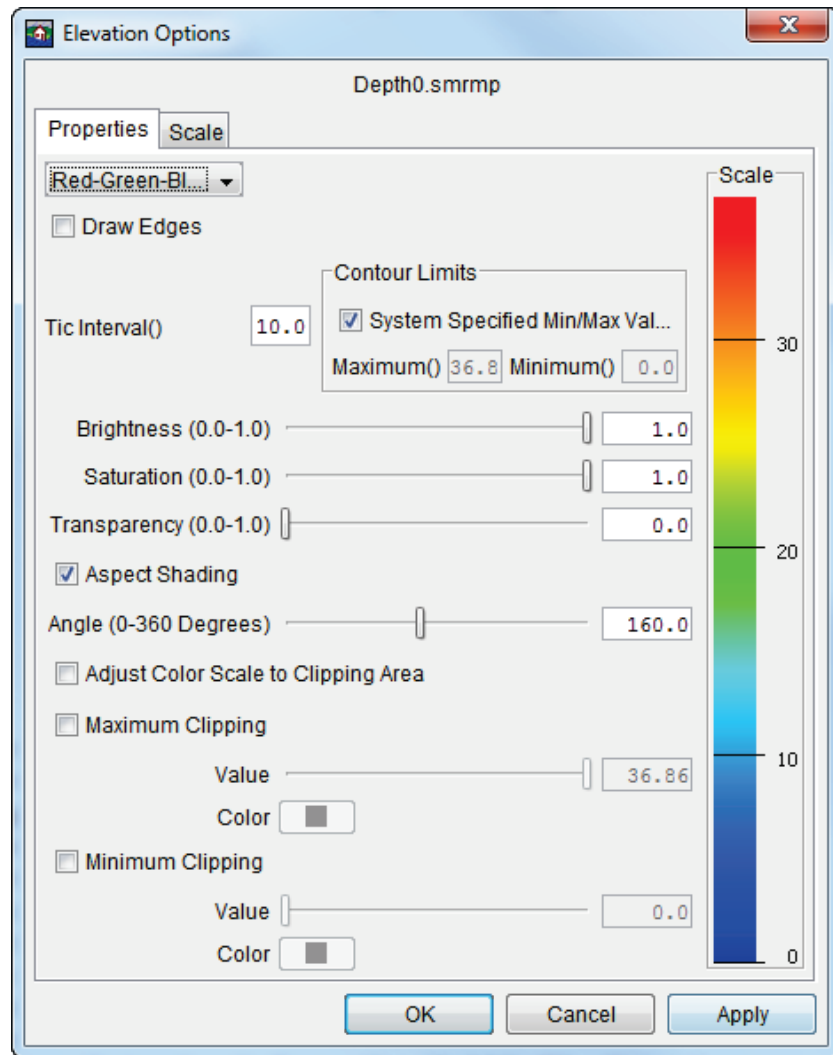 Elevation Options
Depth0.smrmp
Properties Scale
Red-Green-Bl...
Scale
Draw Edges
Contour Limits
Tic Interval() 10.0
System Specified Min/Max Val...
Maximum() 36.8 Minimum() 0.0
30
Brightness (0.0-1.0) 1.0
Saturation (0.0-1.0) 1.0
Transparency (0.0-1.0) 0.0
20
Aspect Shading
Angle (0-360 Degrees) 160.0
Adjust Color Scale to Clipping Area
Maximum Clipping
10
Value 36.86
Color
Minimum Clipping
Value 0.0
Color
0
OK Cancel Apply